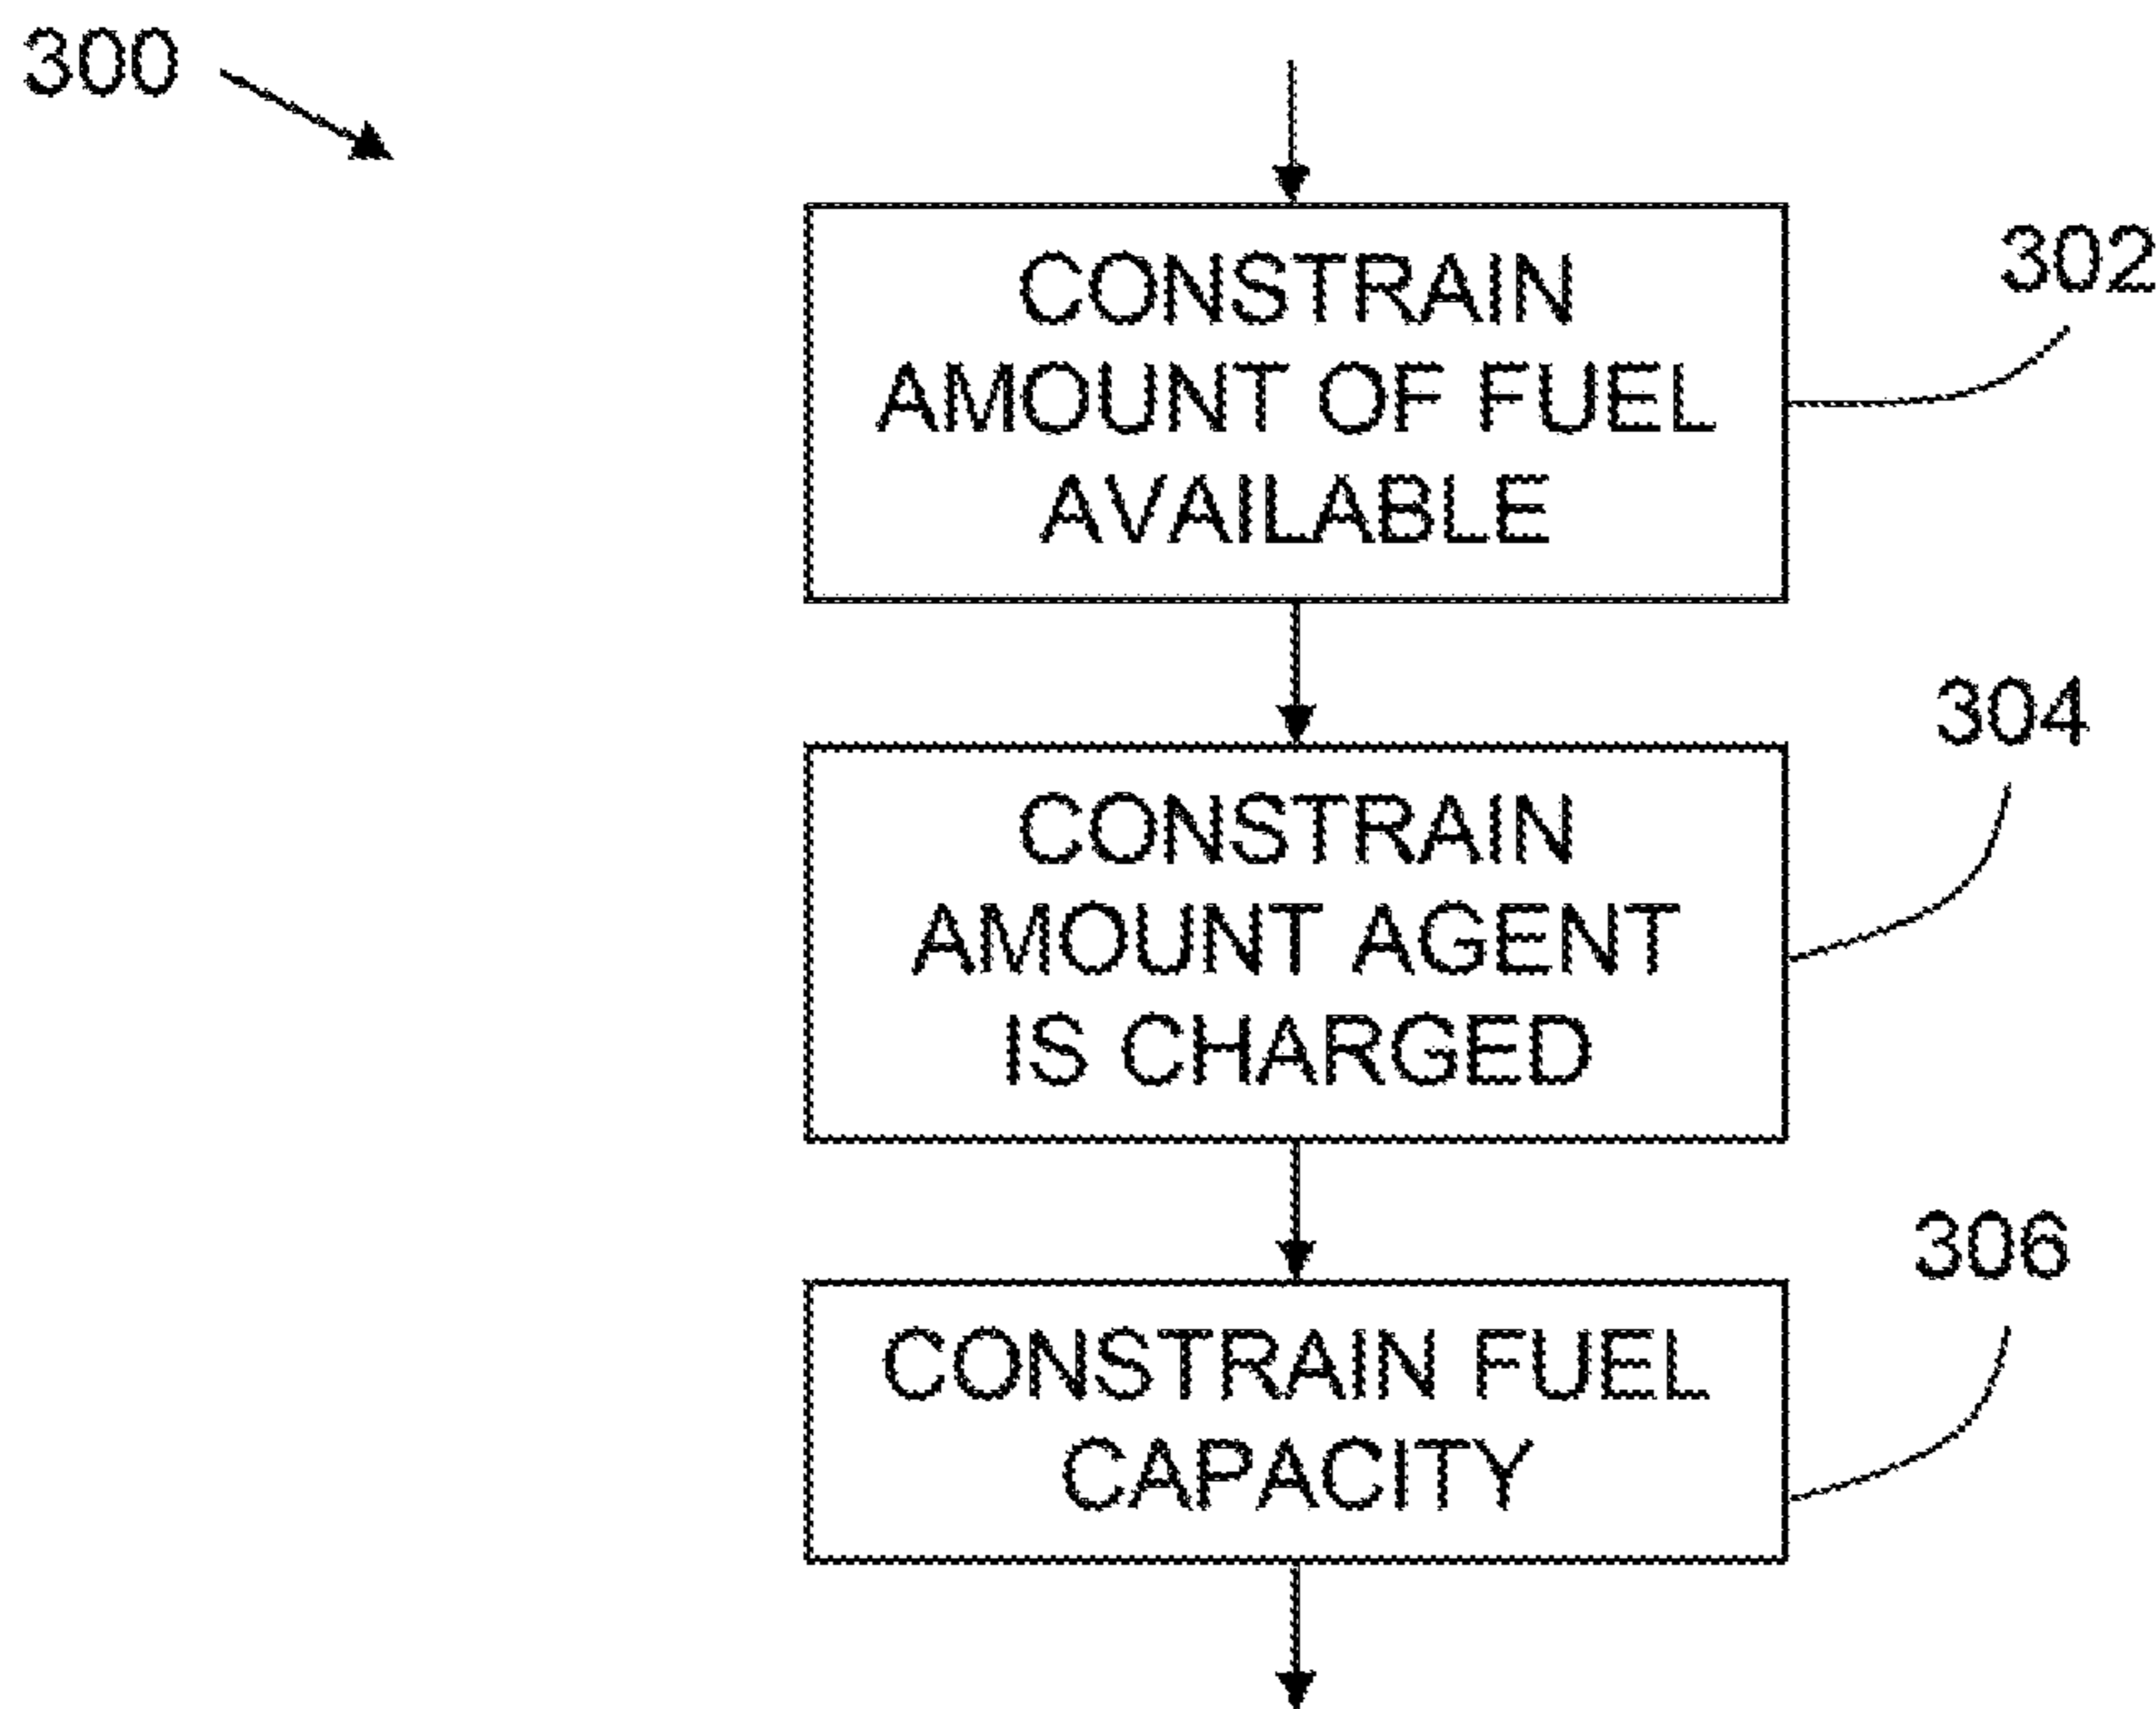 300
302
CONSTRAIN
AMOUNT OF FUEL
AVAILABLE
304
CONSTRAIN
AMOUNT AGENT
IS CHARGED
306
CONSTRAIN FUEL
CAPACITY